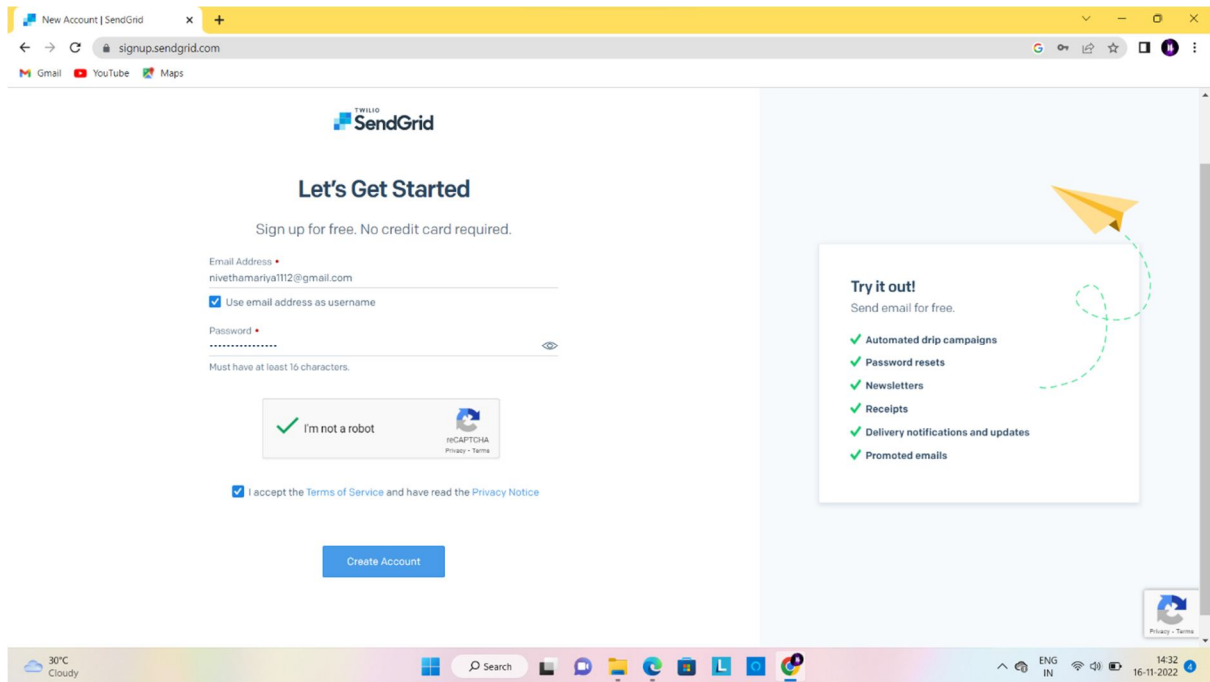 New Account | SendGrid
signup.sendgrid.com
Gmail YouTube Maps
TWILIO
SendGrid
Let's Get Started
Sign up for free. No credit card required.
Email Address •
nivethamariya1112@gmail.com
Use email address as username
Password •
Must have at least 16 characters.
I'm not a robot
reCAPTCHA
Privacy - Terms
I accept the Terms of Service and have read the Privacy Notice
Create Account
Try it out!
Send email for free.
Automated drip campaigns
Password resets
Newsletters
Receipts
Delivery notifications and updates
Promoted emails
Privacy - Terms
30°C
Cloudy
Search
ENG
IN
14:32
16-11-2022
4